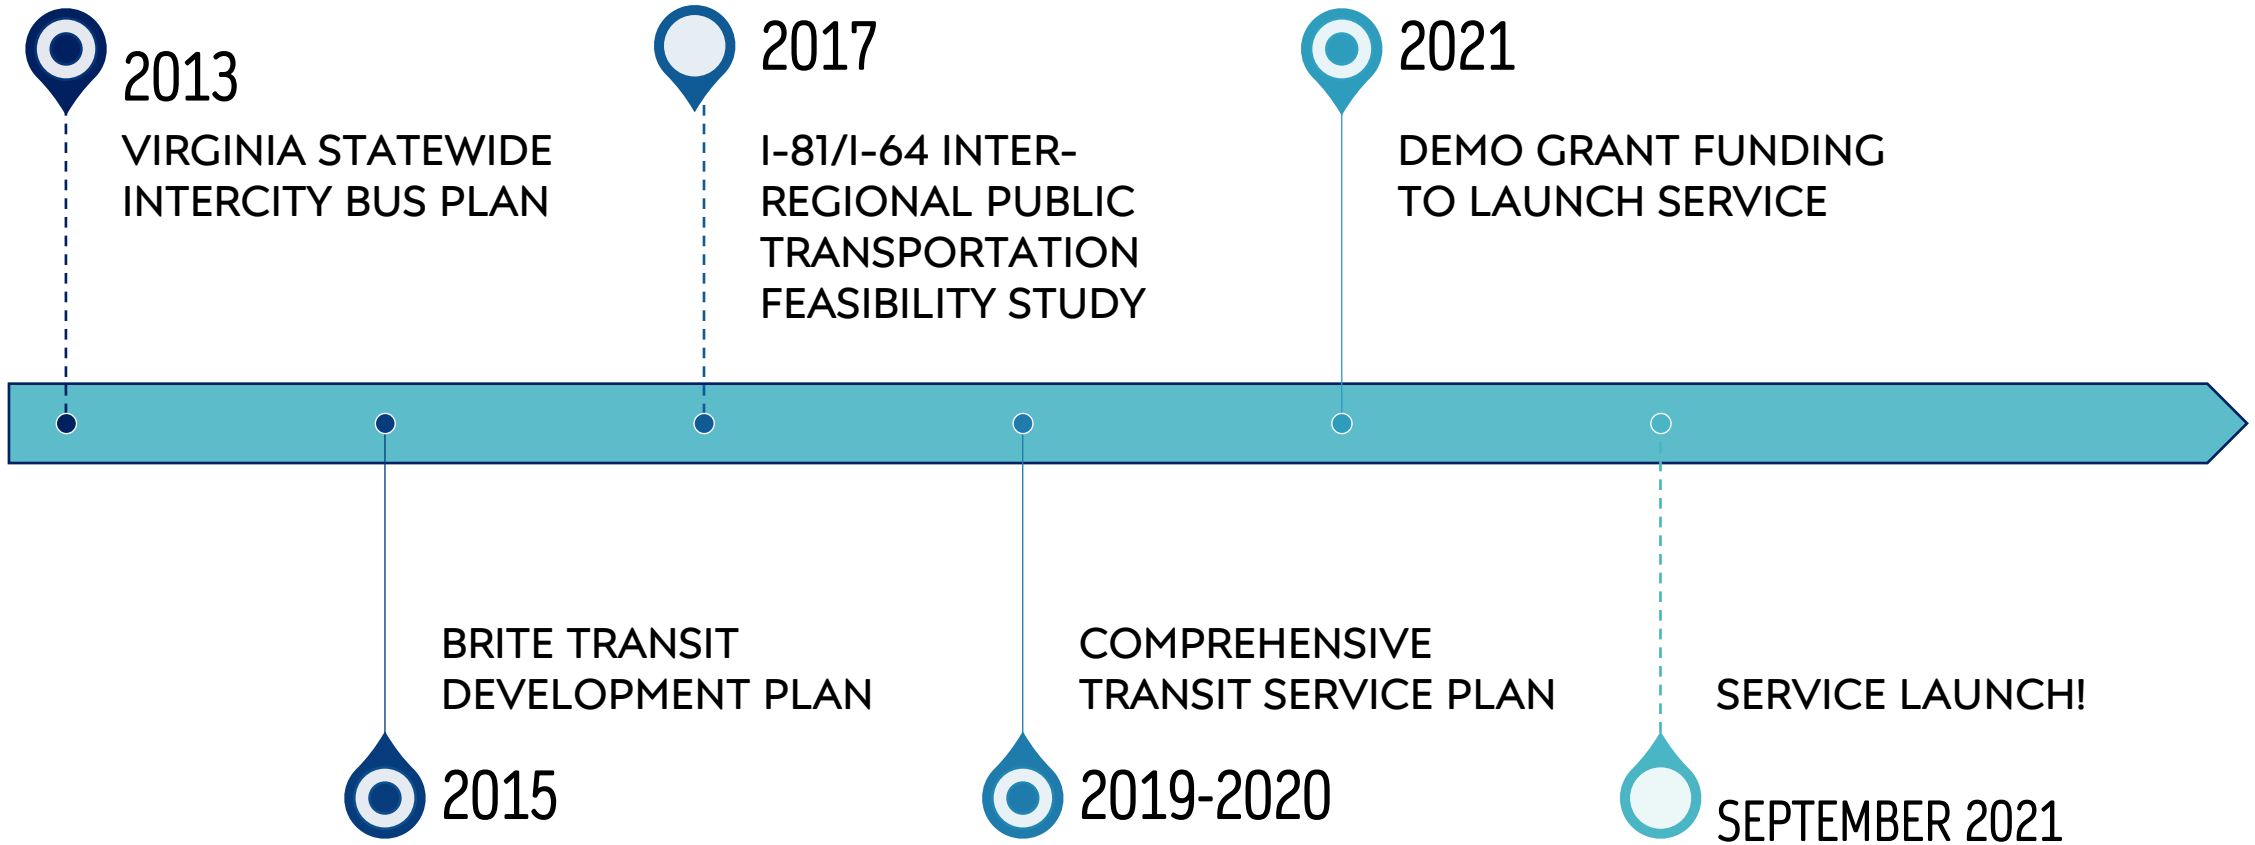 2013
VIRGINIA STATEWIDE
INTERCITY BUS PLAN
2017
I-81/I-64 INTER-
REGIONAL PUBLIC
TRANSPORTATION
FEASIBILITY STUDY
2021
DEMO GRANT FUNDING
TO LAUNCH SERVICE
BRITE TRANSIT
DEVELOPMENT PLAN
2015
COMPREHENSIVE
TRANSIT SERVICE PLAN
2019-2020
SERVICE LAUNCH!
SEPTEMBER 2021